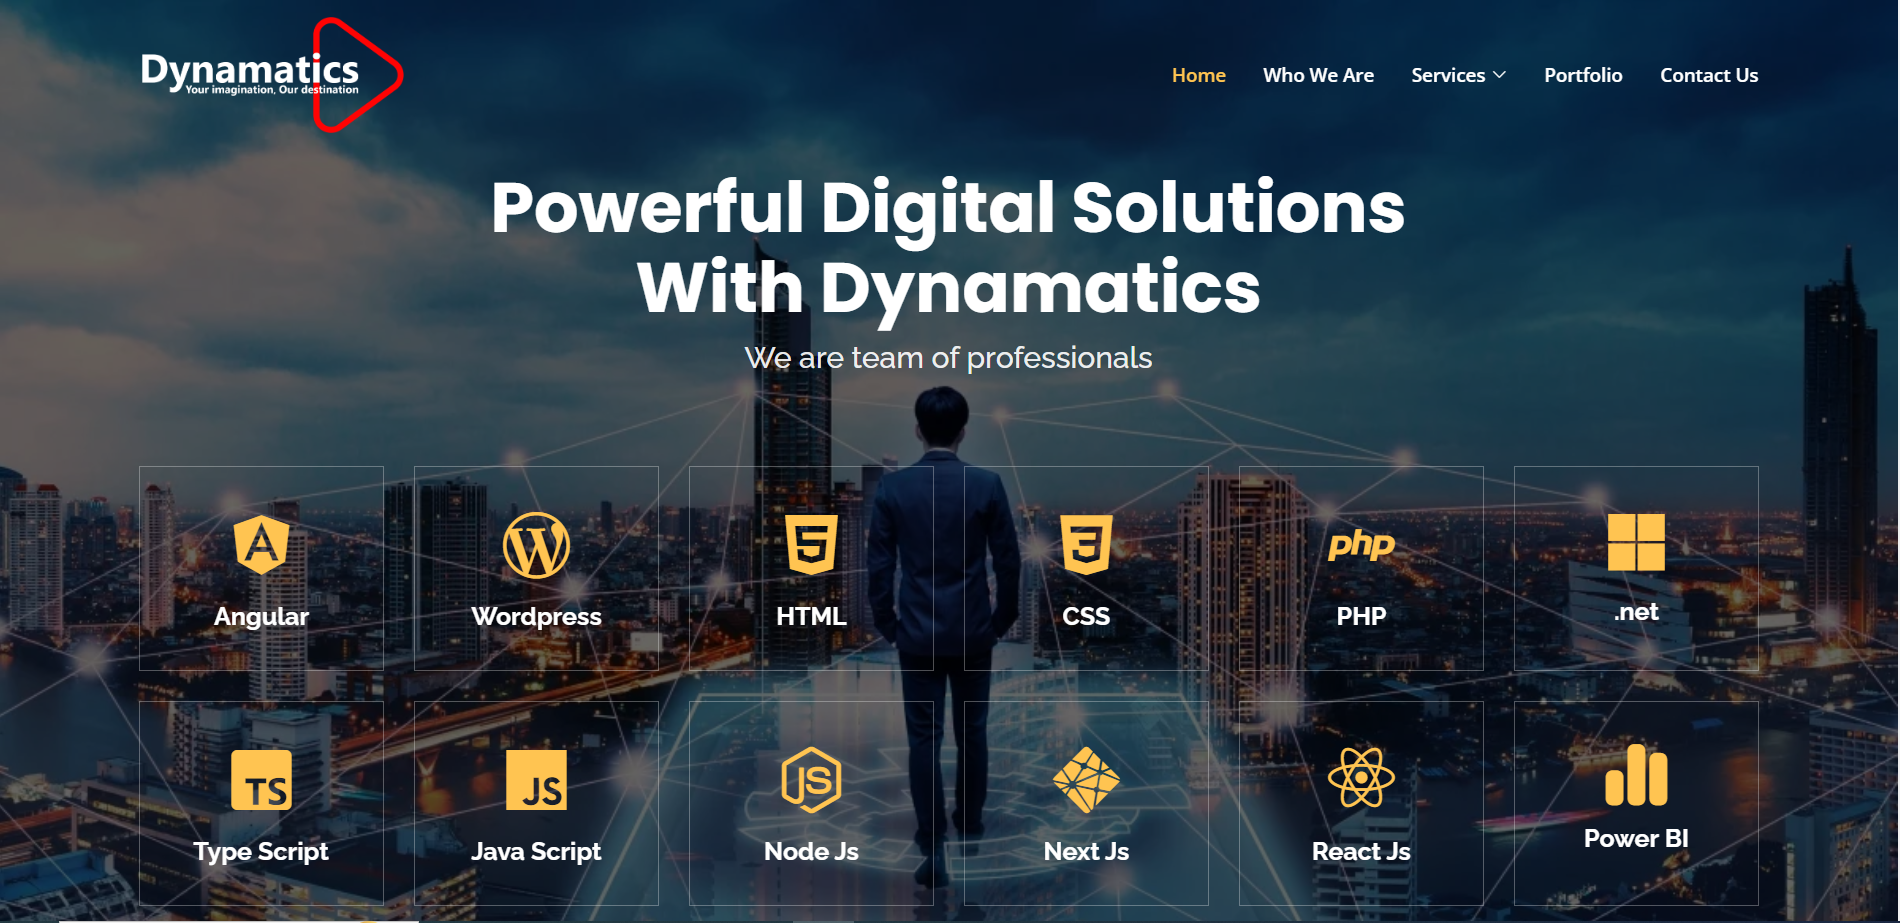 Dynamatics
Your imagination, Our destination
Home Who We Are Services Portfolio Contact Us
Powerful Digital Solutions
With Dynamatics
We are team of professionals
Angular Wordpress HTML CSS PHP .net
php
TS JS JS
Type Script Java Script Node Js Next Js React Js Power BI